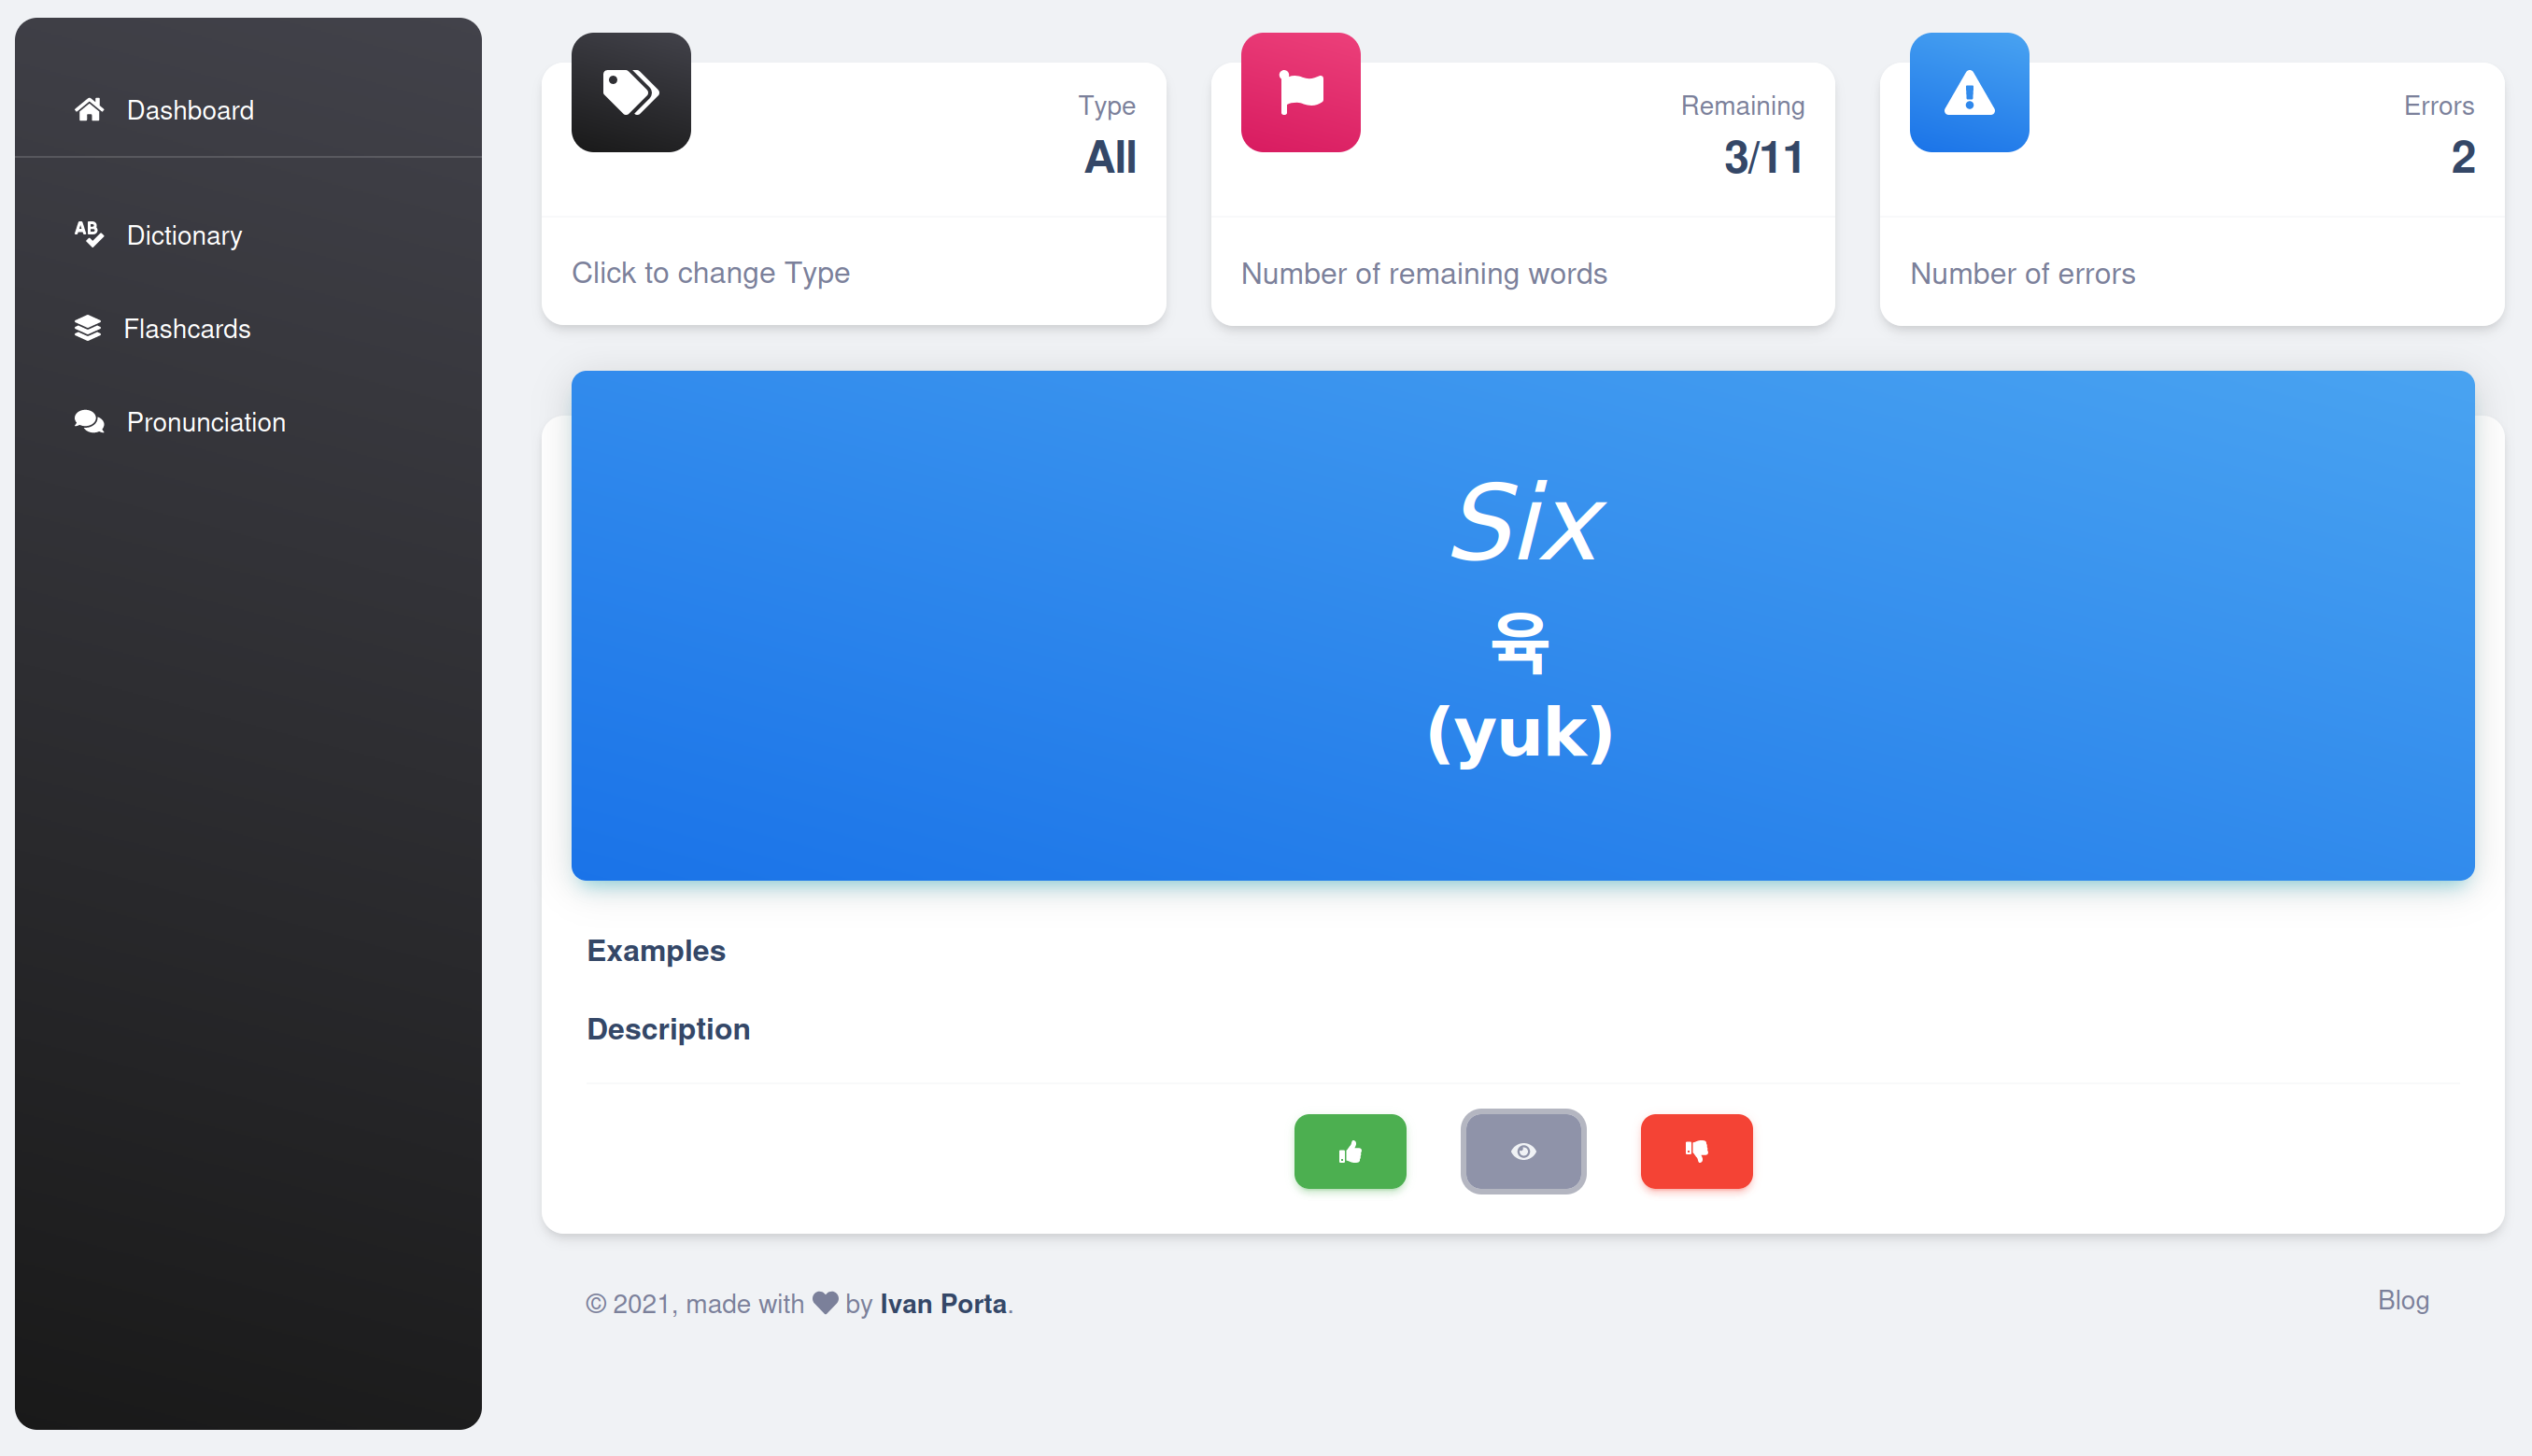 Dashboard
Dictionary
Flashcards
Pronunciation
Type
All
Click to change Type
Remaining
3/11
Number of remaining words
Errors
2
Number of errors
Six
육
(yuk)
Examples
Description
© 2021, made with ♥ by Ivan Porta.
Blog